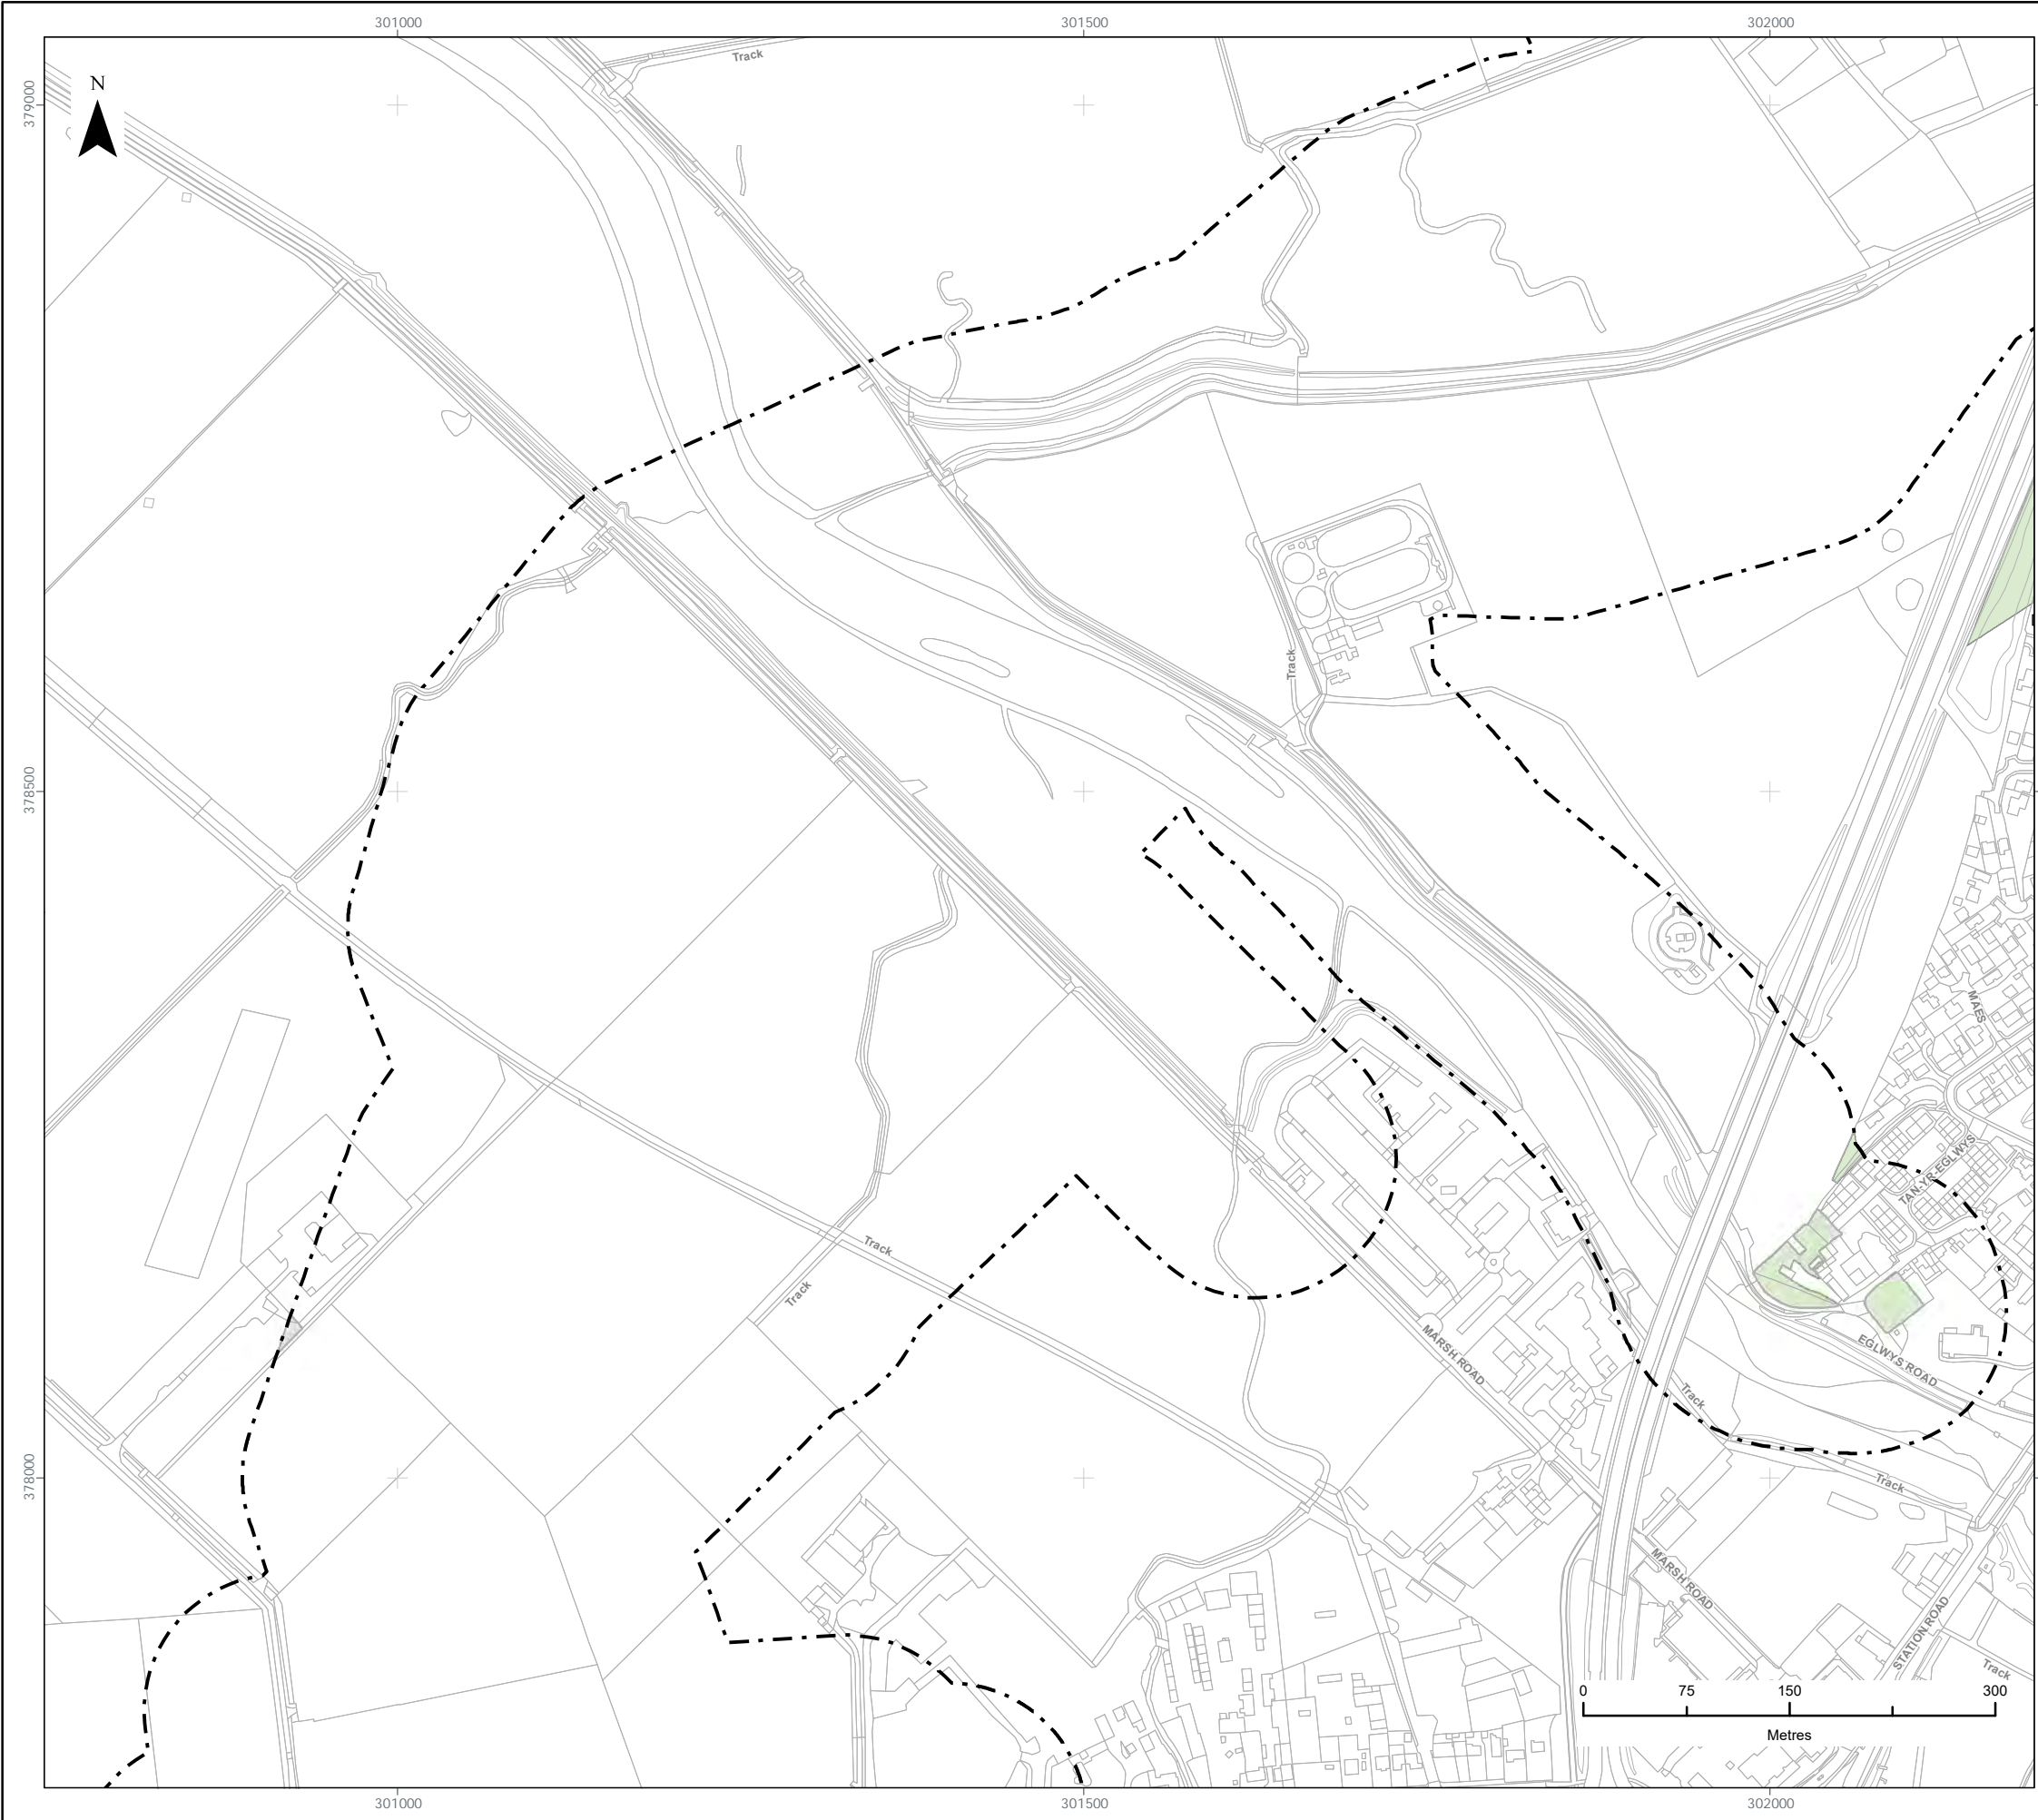 301000
301500
302000
379000
N
Track
Track
378500
MAES
TAN-YR-EGLWYS
Track
Track
MARSH ROAD
EGLWYS ROAD
Track
378000
Track
MARSH ROAD
STATION ROAD
Track
0 75 150 300
Metres
301000
301500
302000